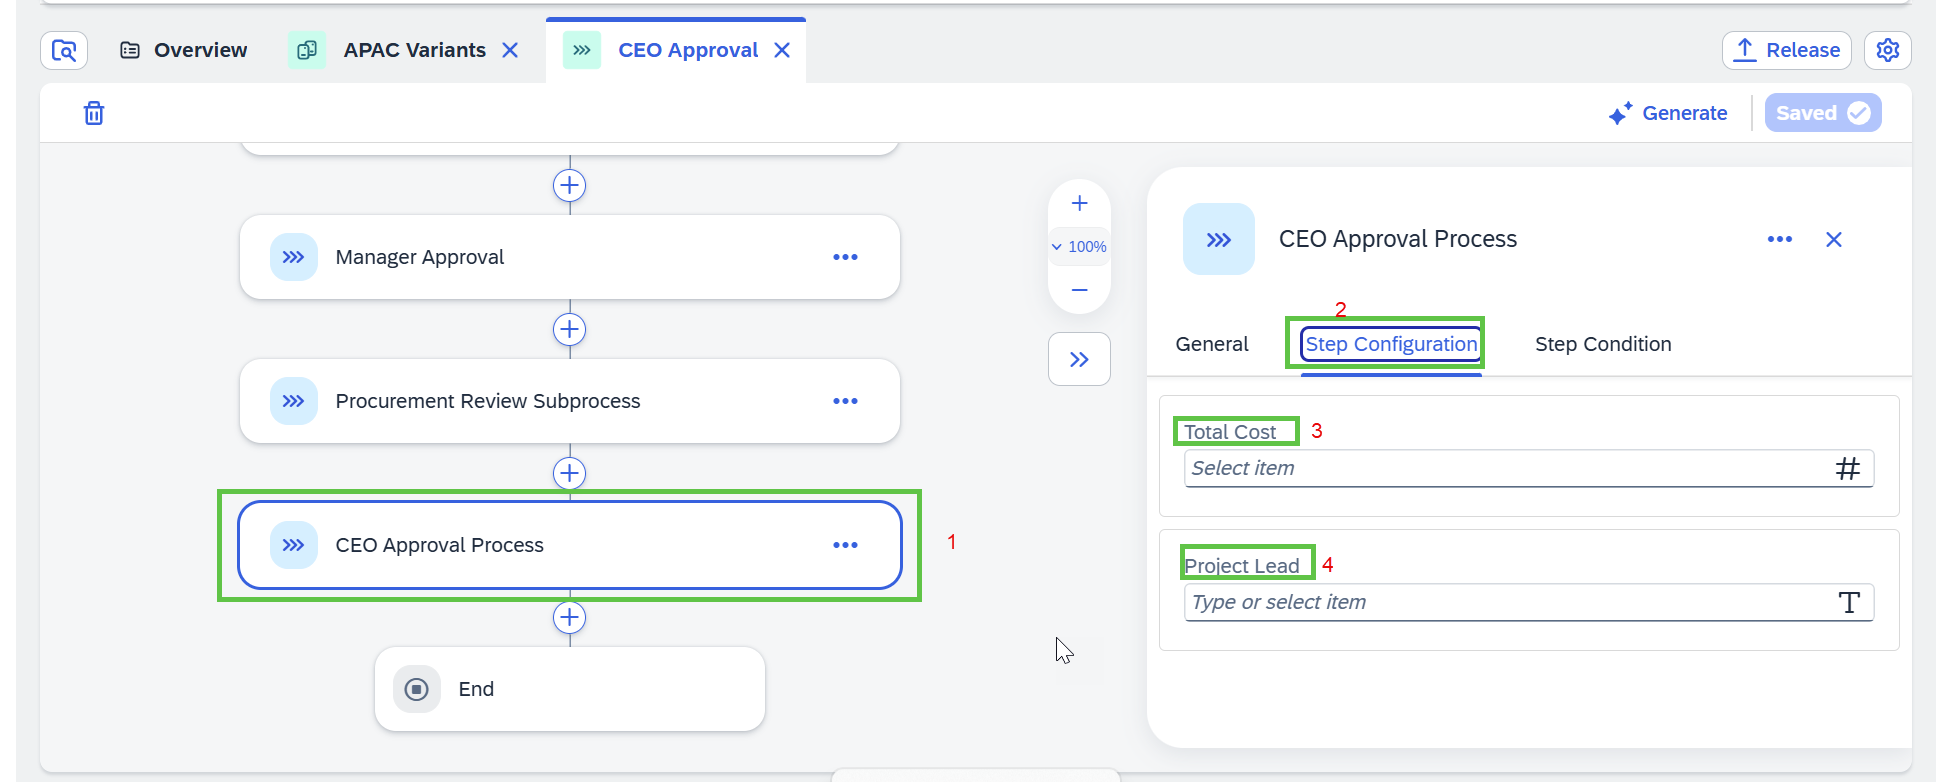 Overview
APAC Variants
CEO Approval
Release
Generate
Saved
Manager Approval
Procurement Review Subprocess
CEO Approval Process
1
End
100%
CEO Approval Process
2
General
Step Configuration
Step Condition
Total Cost
3
Select item
#
Project Lead
4
Type or select item
T